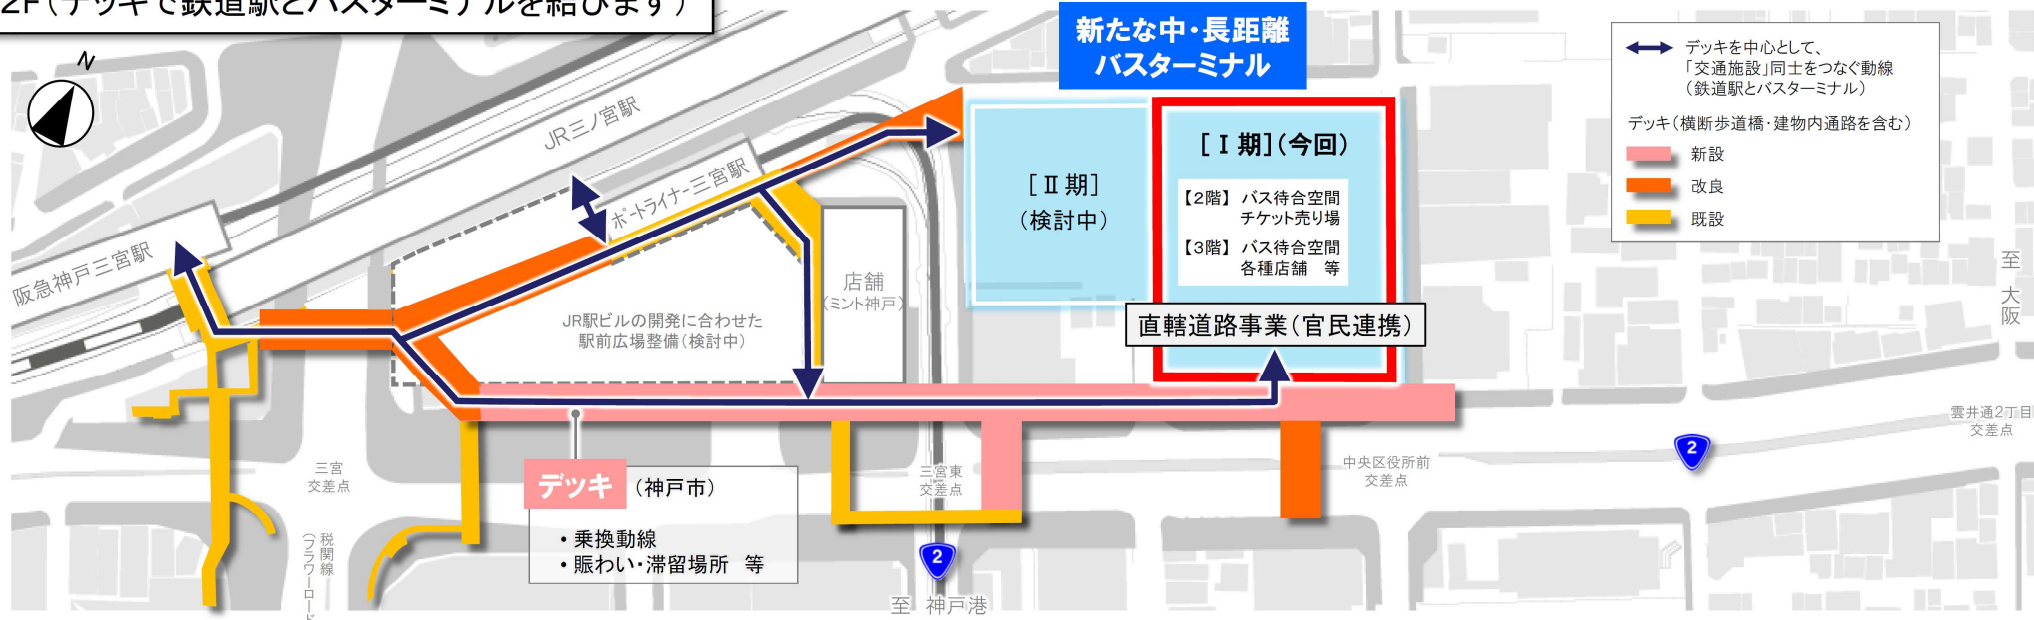 2F(デッキで鉄道駅とバスターミナルを結びます)
N
新たな中・長距離
バスターミナル
デッキを中心として、
「交通施設」同士をつなぐ動線
(鉄道駅とバスターミナル)
デッキ(横断歩道橋・建物内通路を含む)
新設
改良
既設
JR三ノ宮駅
ポートライナー三宮駅
阪急神戸三宮駅
[Ⅱ期]
(検討中)
[Ⅰ期](今回)
【2階】 バス待合空間
チケット売り場
【3階】 バス待合空間
各種店舗 等
直轄道路事業(官民連携)
店舗
(ミント神戸)
JR駅ビルの開発に合わせた
駅前広場整備(検討中)
至 大阪
雲井通2丁目
交差点
2
中央区役所前
交差点
三宮東
交差点
三宮
交差点
デッキ (神戸市)
・乗換動線
・賑わい・滞留場所 等
税関線
(フラワーロード
2
至 神戸港